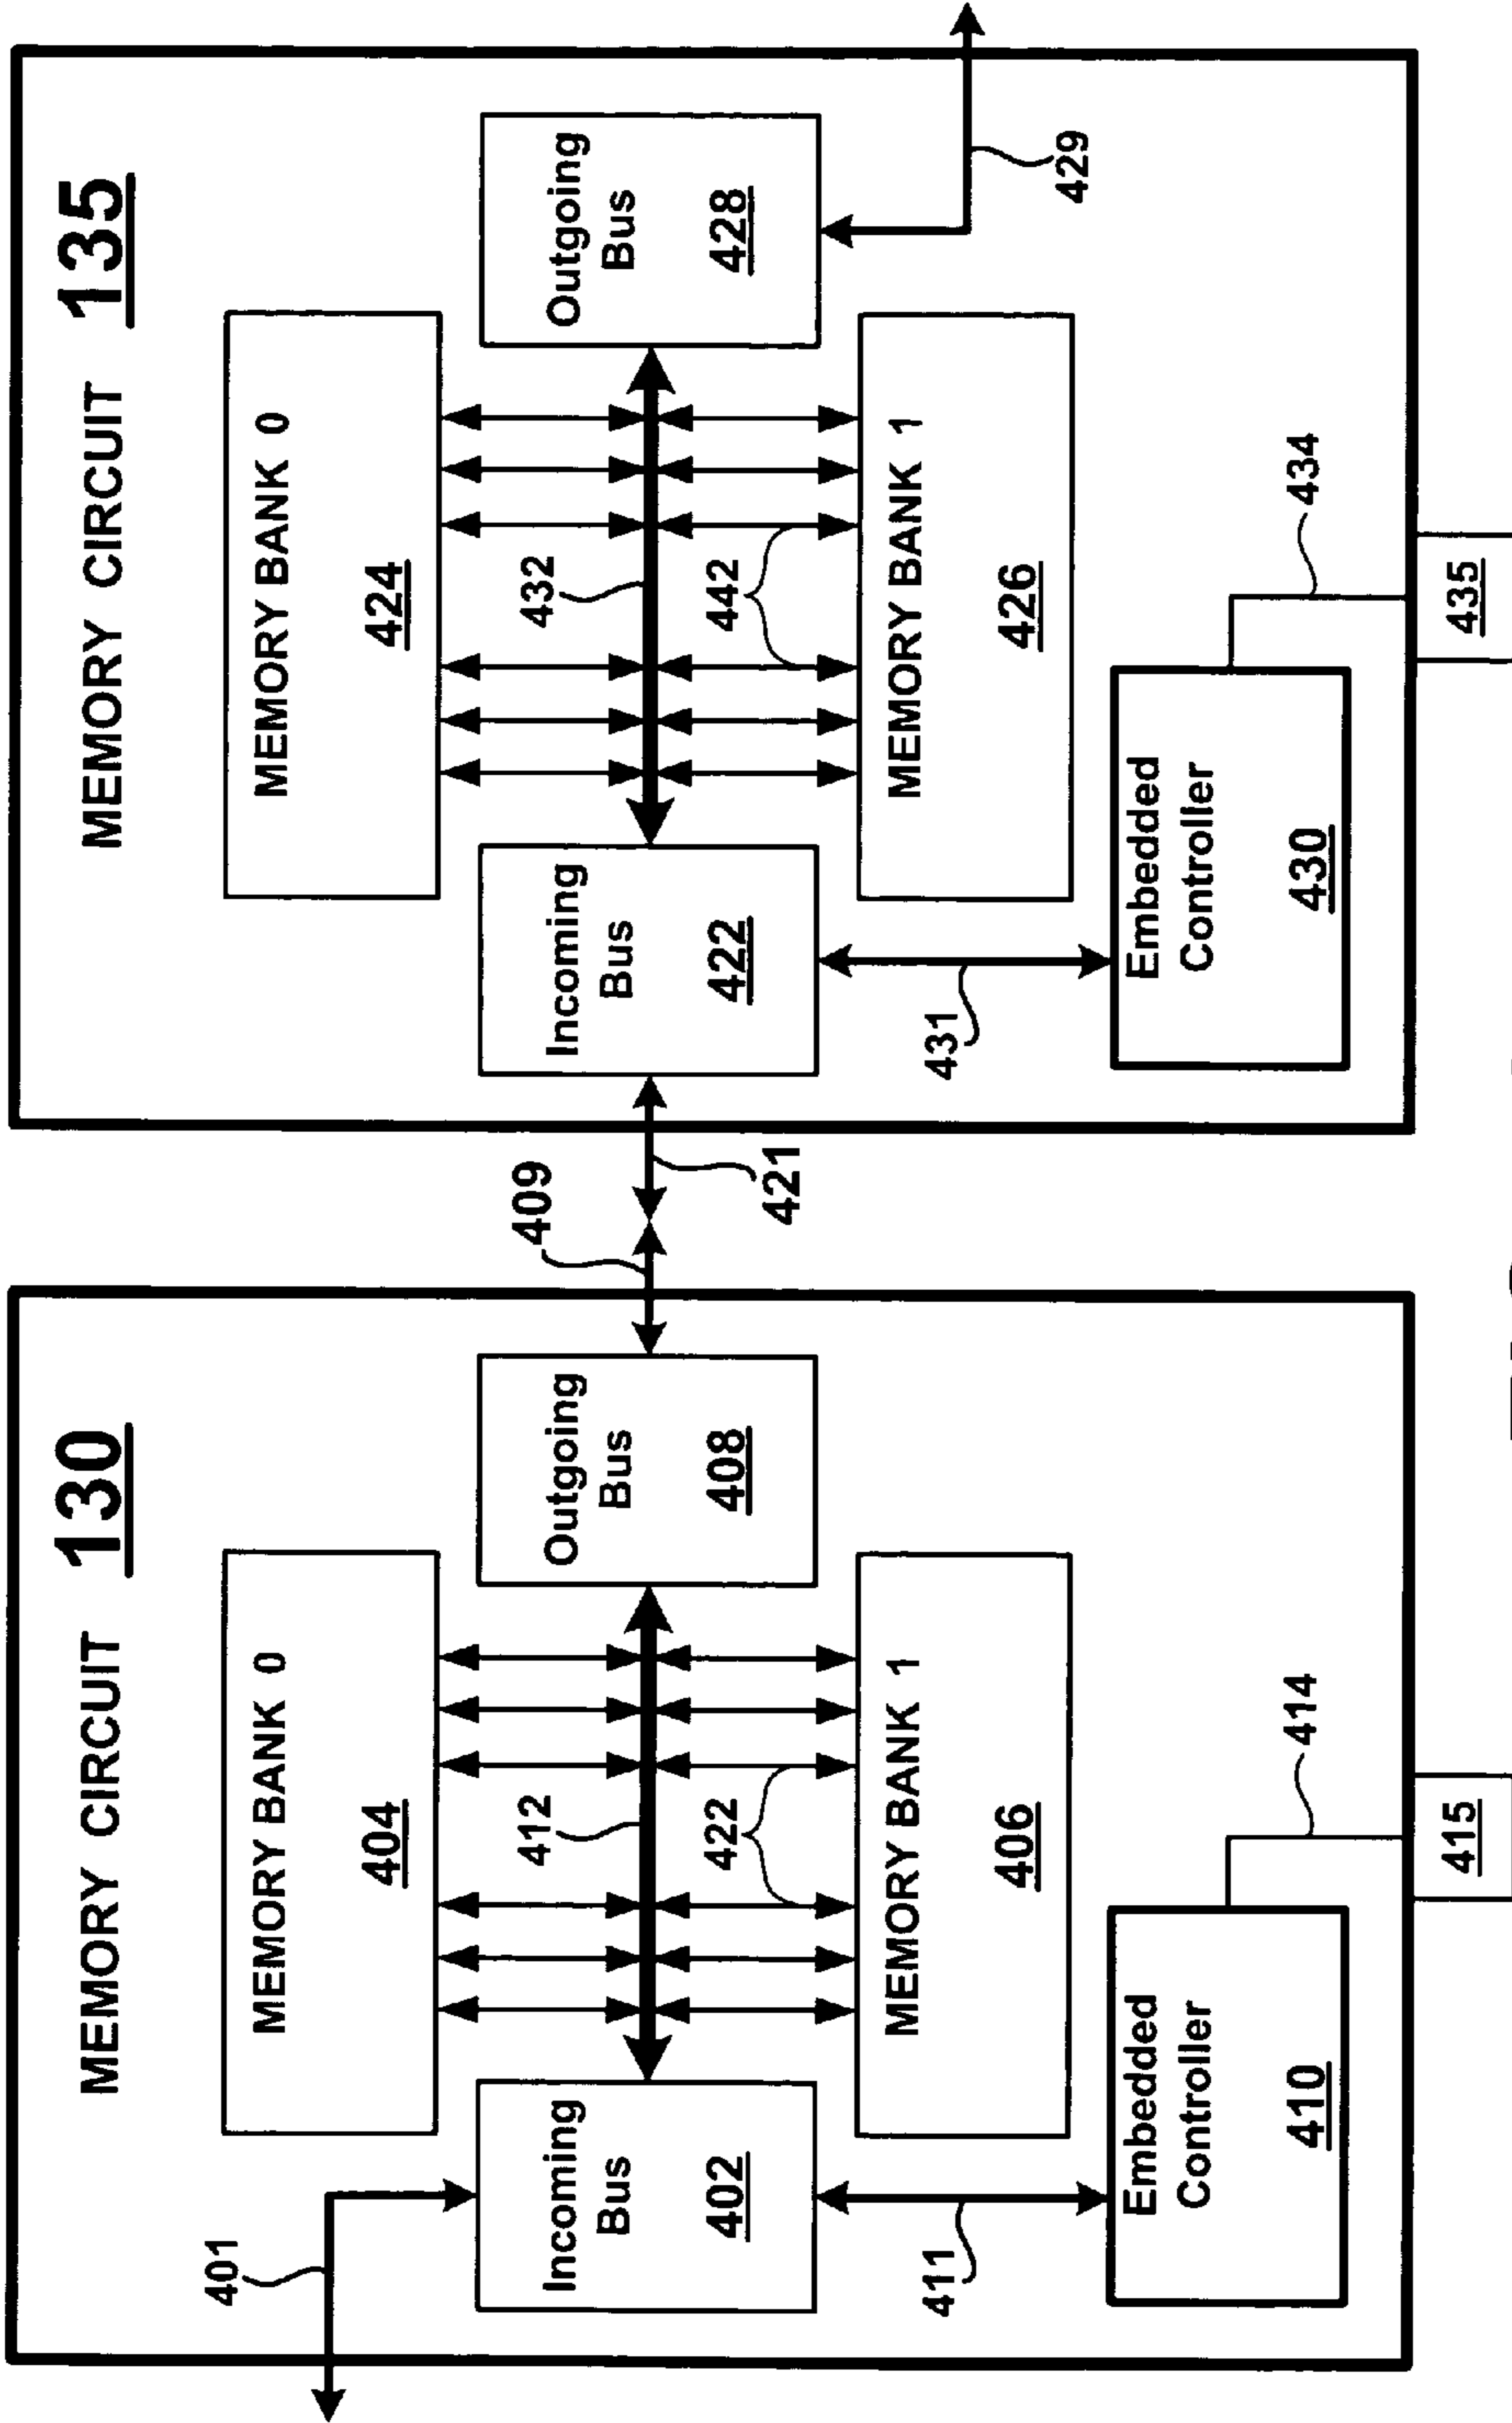 MEMORY CIRCUIT 130
MEMORY BANK 0
404
401
Incoming
Bus
402
412
422
Outgoing
Bus
408
409
MEMORY BANK 1
406
411
Embedded
Controller
410
414
415
MEMORY CIRCUIT 135
MEMORY BANK 0
424
421
Incoming
Bus
422
432
442
Outgoing
Bus
428
429
MEMORY BANK 1
426
431
Embedded
Controller
430
434
435